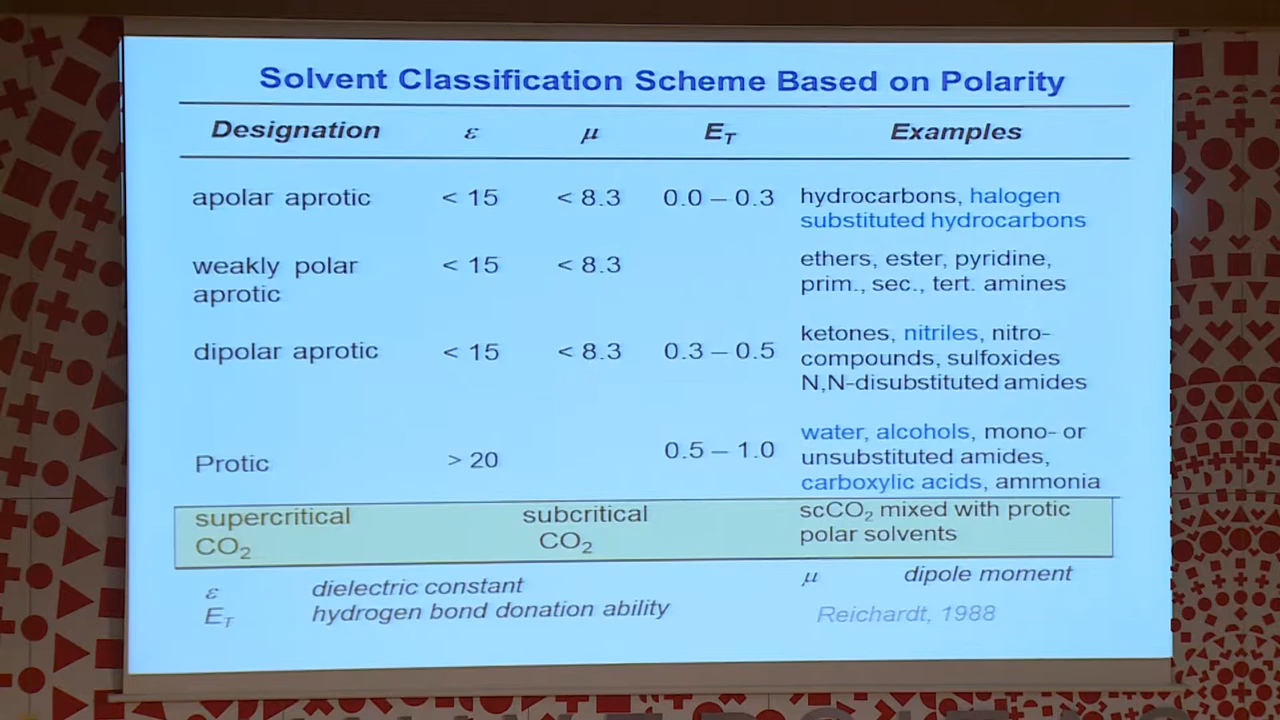 Solvent Classification Scheme Based on Polarity
Designation ε μ E_T Examples
apolar aprotic < 15 < 8.3 0.0 – 0.3 hydrocarbons, halogen
substituted hydrocarbons
weakly polar < 15 < 8.3 ethers, ester, pyridine,
aprotic prim., sec., tert. amines
dipolar aprotic < 15 < 8.3 0.3 – 0.5 ketones, nitriles, nitro-
compounds, sulfoxides
N,N-disubstituted amides
Protic > 20 0.5 – 1.0 water, alcohols, mono- or
unsubstituted amides,
carboxylic acids, ammonia
supercritical subcritical scCO₂ mixed with protic
CO₂ CO₂ polar solvents
ε dielectric constant μ dipole moment
E_T hydrogen bond donation ability Reichardt, 1988